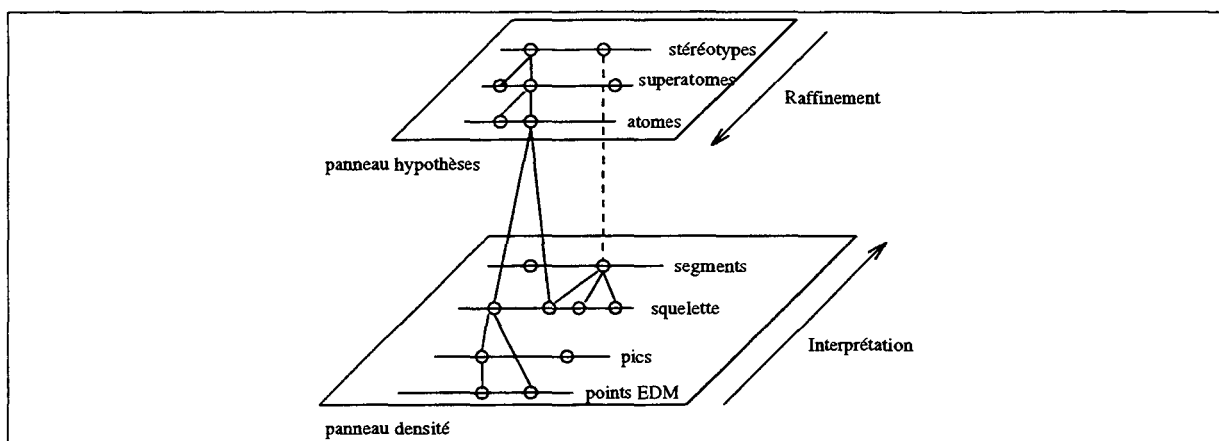 stéréotypes
superatomes
Raffinement
atomes
panneau hypothèses
segments
squelette
Interprétation
pics
points EDM
panneau densité